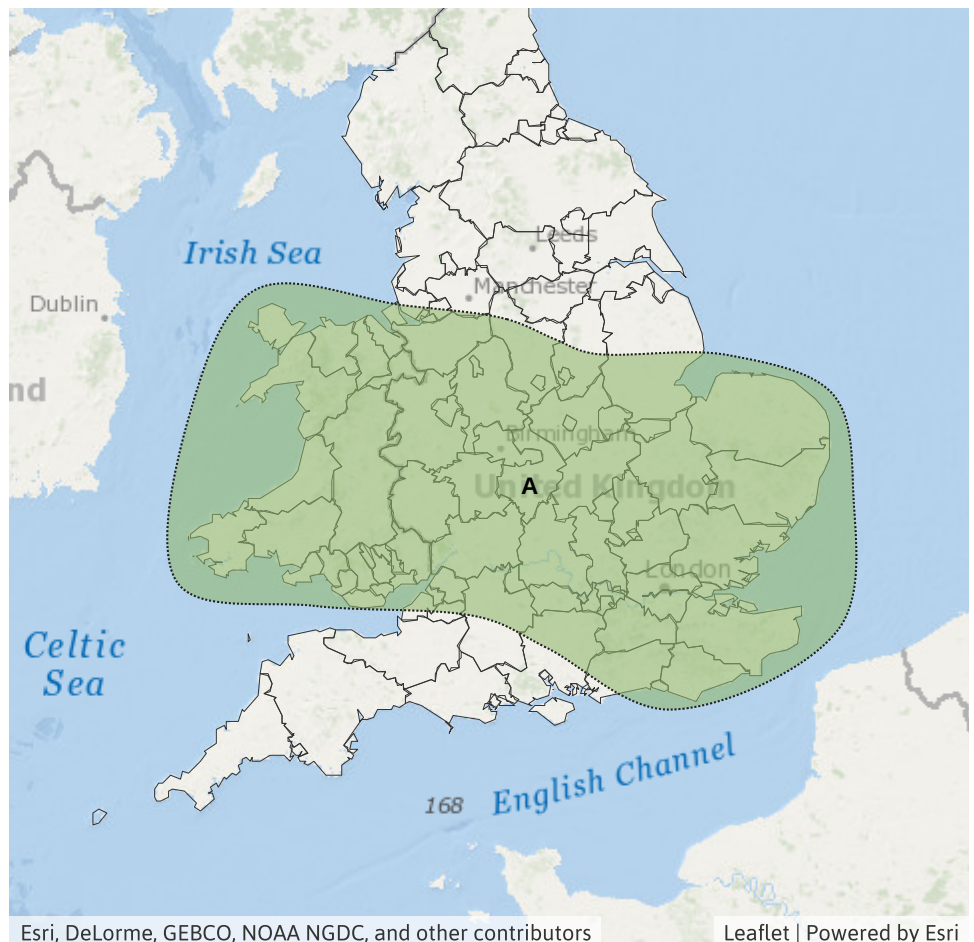 Leeds
Irish Sea
Manchester
Dublin
nd
Birmingham
A
United Kingdom
London
Celtic
Sea
English Channel
168
Esri, DeLorme, GEBCO, NOAA NGDC, and other contributors
Leaflet | Powered by Esri